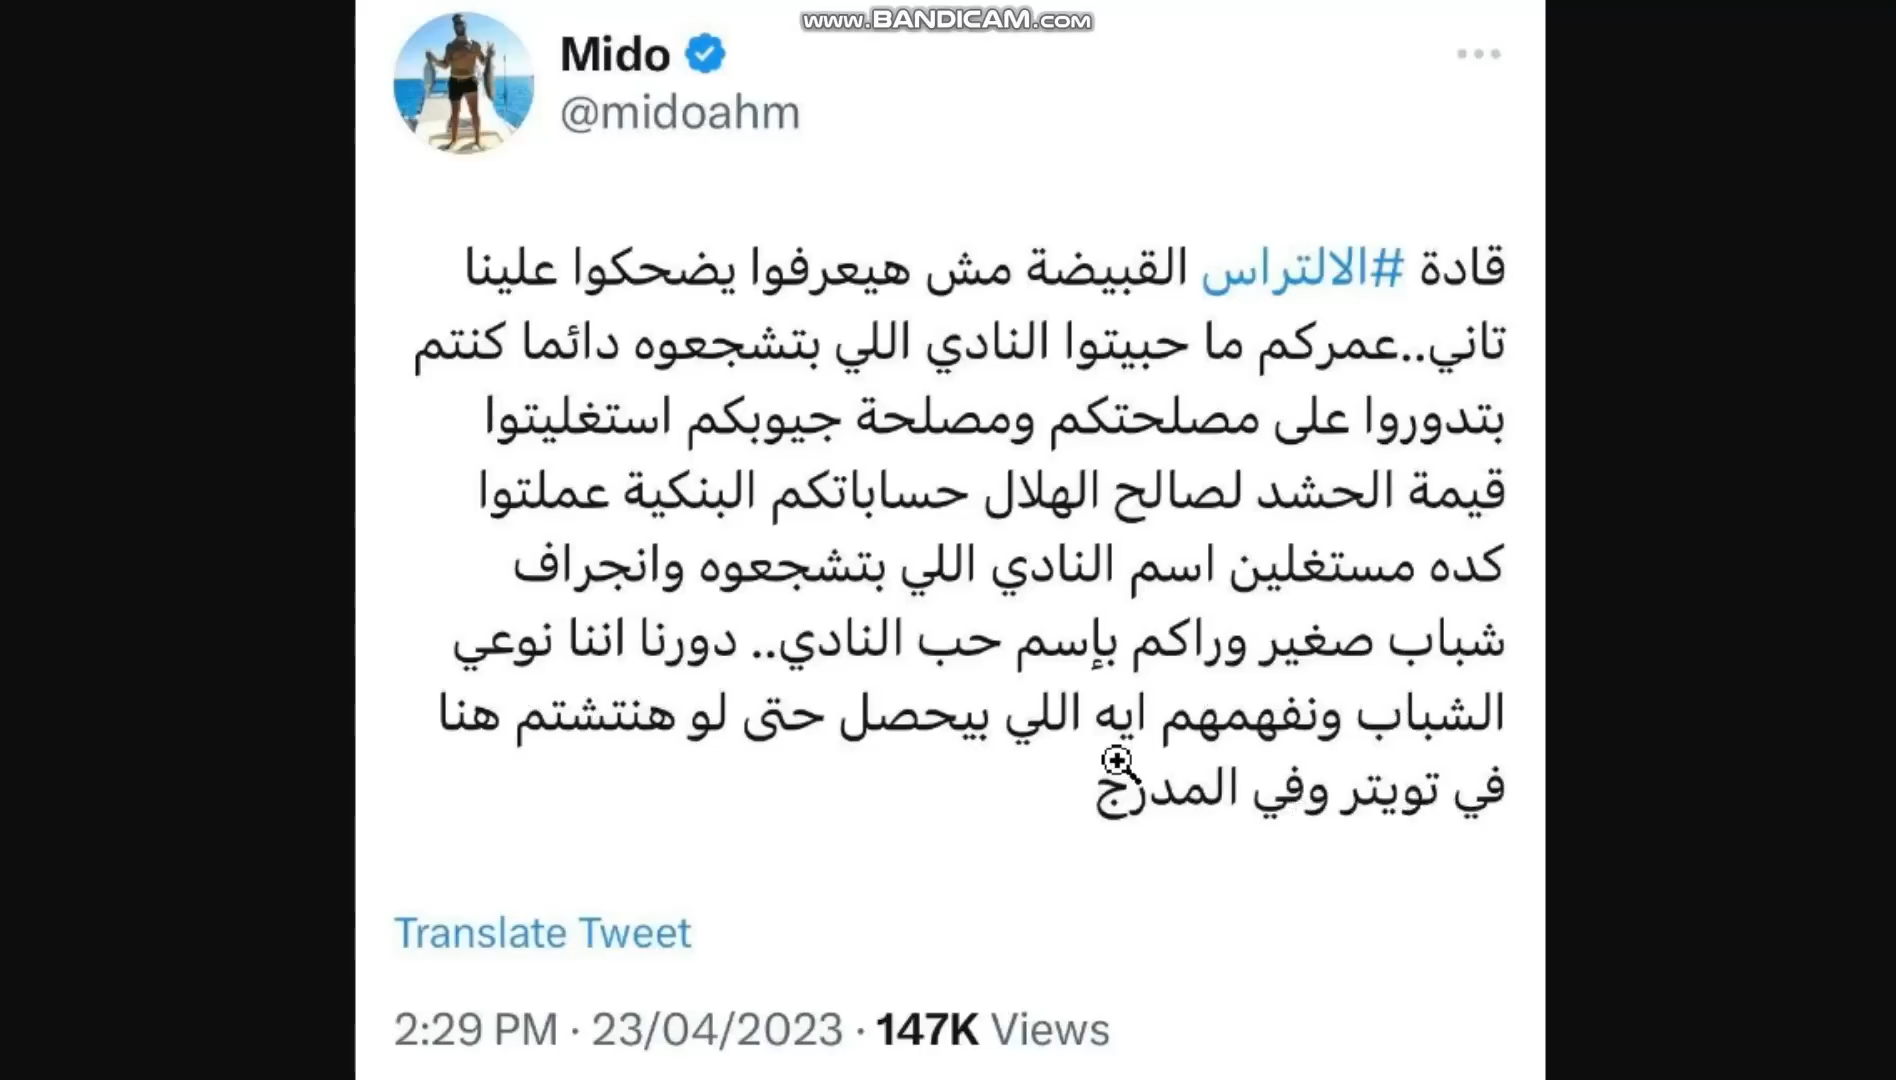 www.BANDICAM.com
Mido
@midoahm
قادة #الالتراس القبيضة مش هيعرفوا يضحكوا علينا
تاني..عمركم ما حبيتوا النادي اللي بتشجعوه دائما كنتم
بتدوروا على مصلحتكم ومصلحة جيوبكم استغليتوا
قيمة الحشد لصالح الهلال حساباتكم البنكية عملتوا
كده مستغلين اسم النادي اللي بتشجعوه وانجراف
شباب صغير وراكم بإسم حب النادي.. دورنا اننا نوعي
الشباب ونفهمهم ايه اللي بيحصل حتى لو هنتشتم هنا
في تويتر وفي المدرج
Translate Tweet
2:29 PM · 23/04/2023 · 147K Views